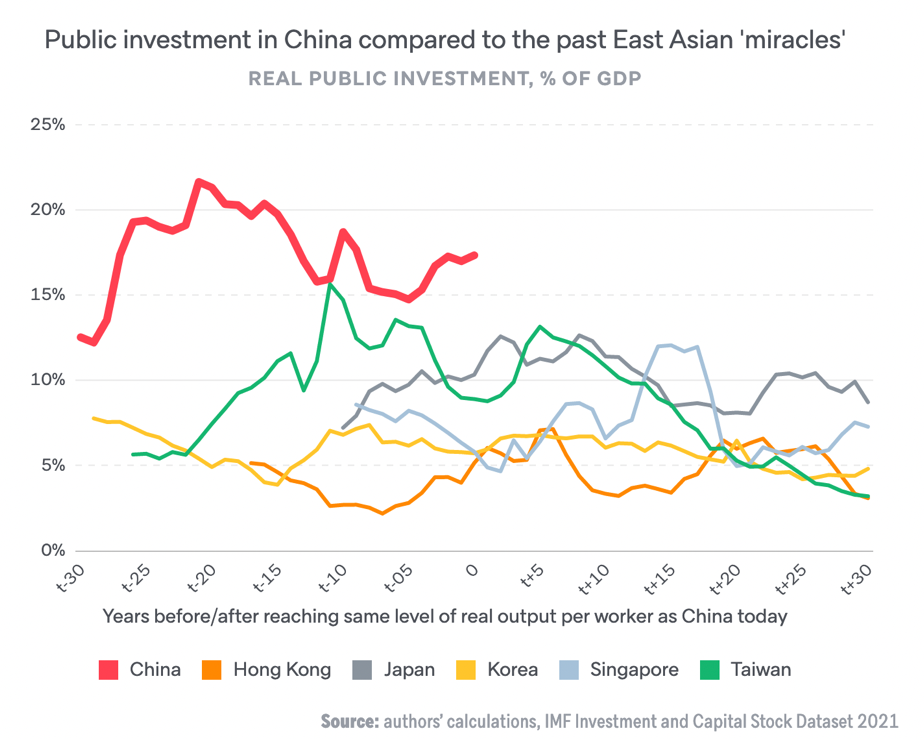 Public investment in China compared to the past East Asian 'miracles'
REAL PUBLIC INVESTMENT, % OF GDP
25%
20%
15%
10%
5%
0%
t-30 t-25 t-20 t-15 t-10 t-05 0 t+5 t+10 t+15 t+20 t+25 t+30
Years before/after reaching same level of real output per worker as China today
China Hong Kong Japan Korea Singapore Taiwan
Source: authors' calculations, IMF Investment and Capital Stock Dataset 2021